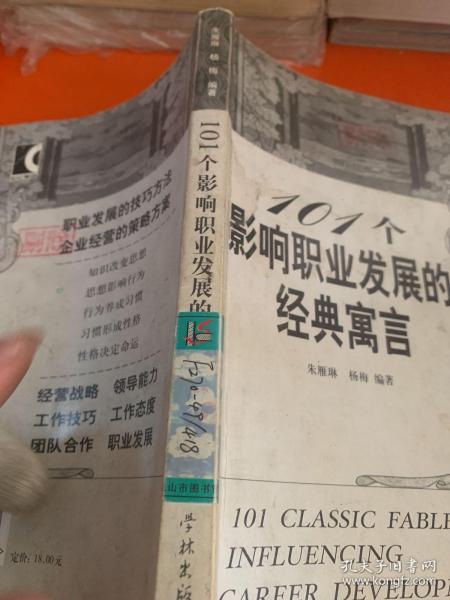 朱雁琳 杨梅 编著
101个影响职业发展的
F270-49/418
山市图书
学林出版
职业发展的技巧方法
企业经营的策略方案
知识改变思想
思想影响行为
行为养成习惯
习惯形成性格
性格决定命运
经营战略 领导能力
工作技巧 工作态度
团队合作 职业发展
定价：18.00元
101个
影响职业发展的
经典寓言
朱雁琳 杨梅 编著
101 CLASSIC FABLE
INFLUENCING
CAREER DEVELOP
孔夫子旧书网